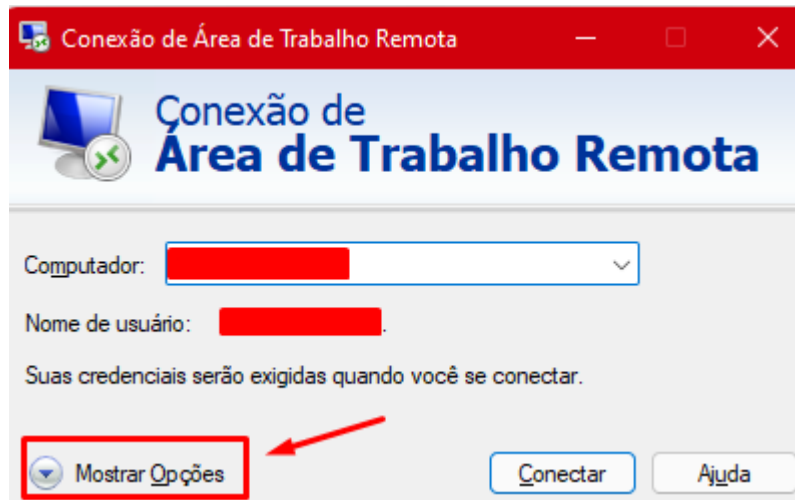 Conexão de Área de Trabalho Remota
Conexão de
Área de Trabalho Remota
Computador:
Nome de usuário:
Suas credenciais serão exigidas quando você se conectar.
Mostrar Opções
Conectar
Ajuda